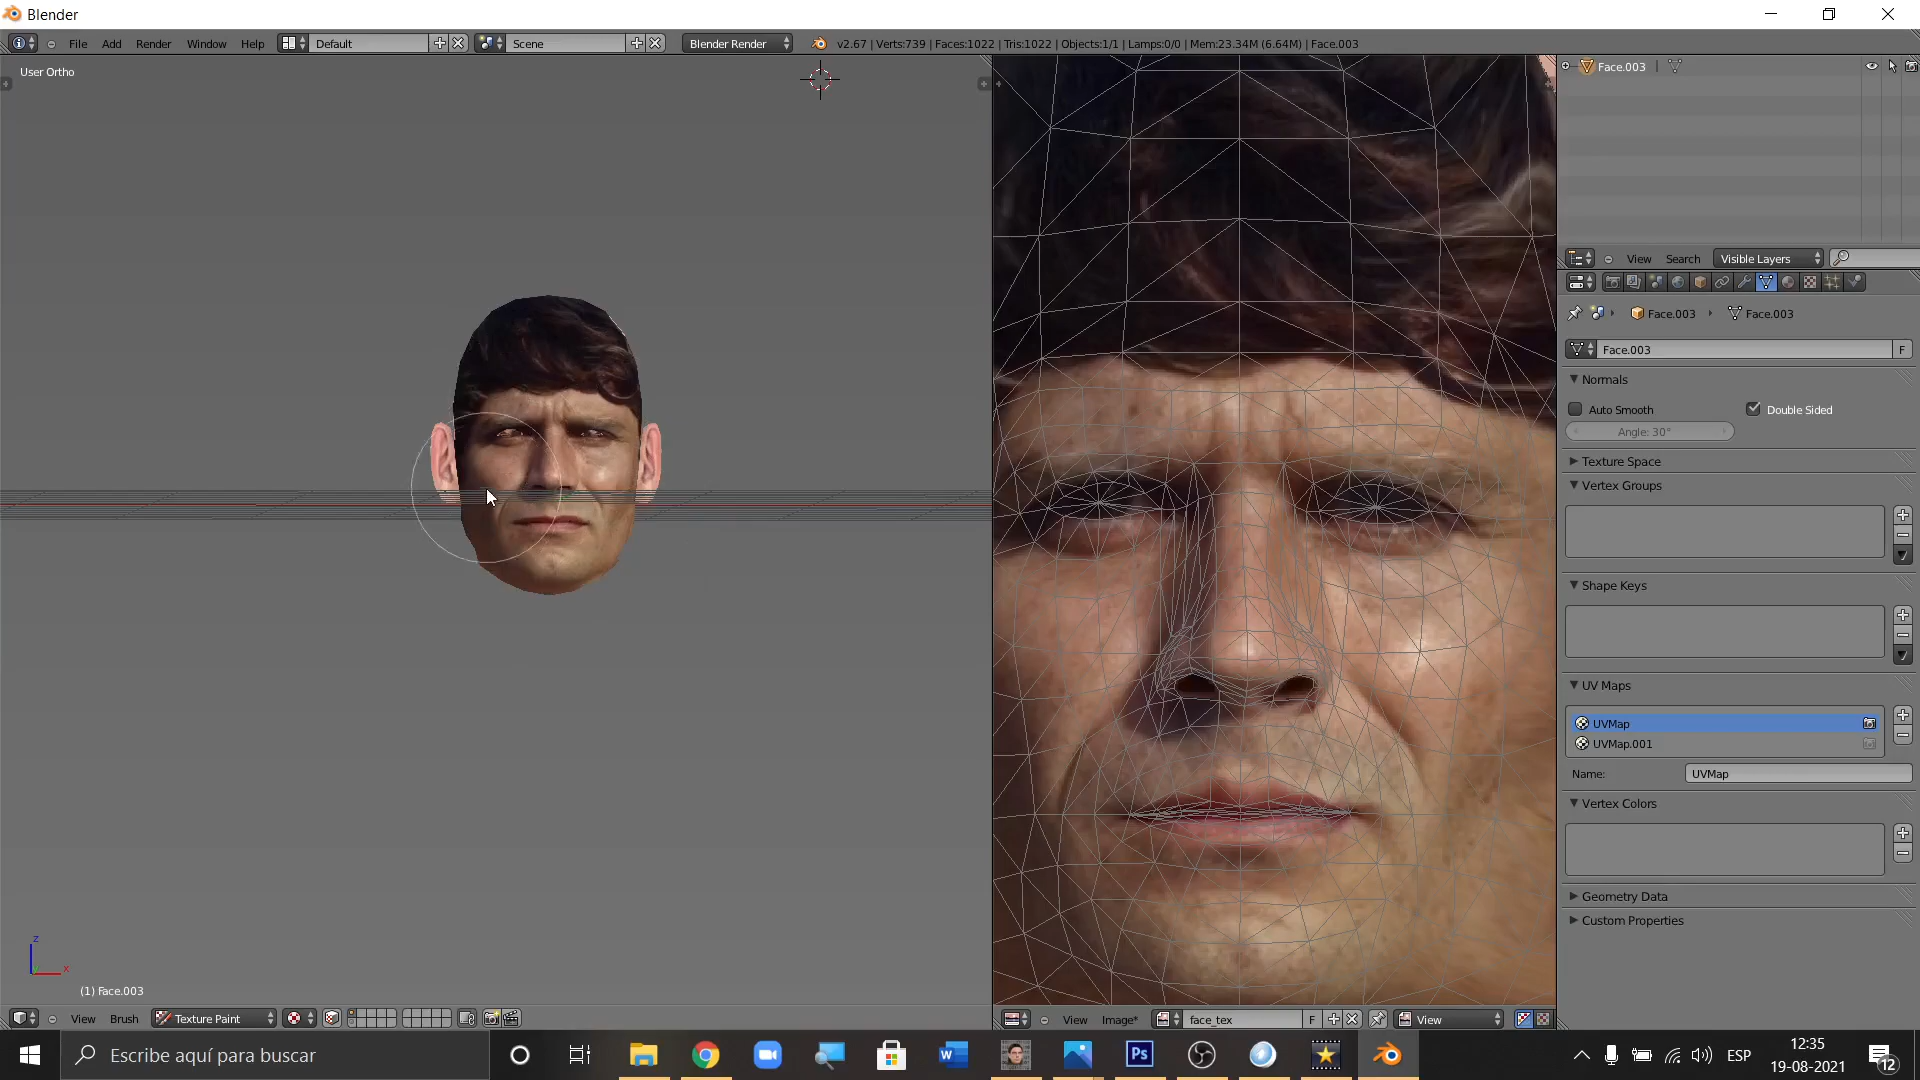 Blender
File Add Render Window Help Default Scene Blender Render v2.67 | Verts:739 | Faces:1022 | Tris:1022 | Objects:1/1 | Lamps:0/0 | Mem:23.34M (6.64M) | Face.003
User Ortho
Face.003
View Search Visible Layers
Face.003 Face.003
Face.003 F
Normals
Auto Smooth Double Sided
Angle: 30°
Texture Space
Vertex Groups
Shape Keys
UV Maps
UVMap
UVMap.001
Name: UVMap
Vertex Colors
Geometry Data
Custom Properties
z
x
(1) Face.003
View Brush Texture Paint
View Image* face_tex F View
Escribe aquí para buscar
W
Ps
ESP
12:35
19-08-2021
12